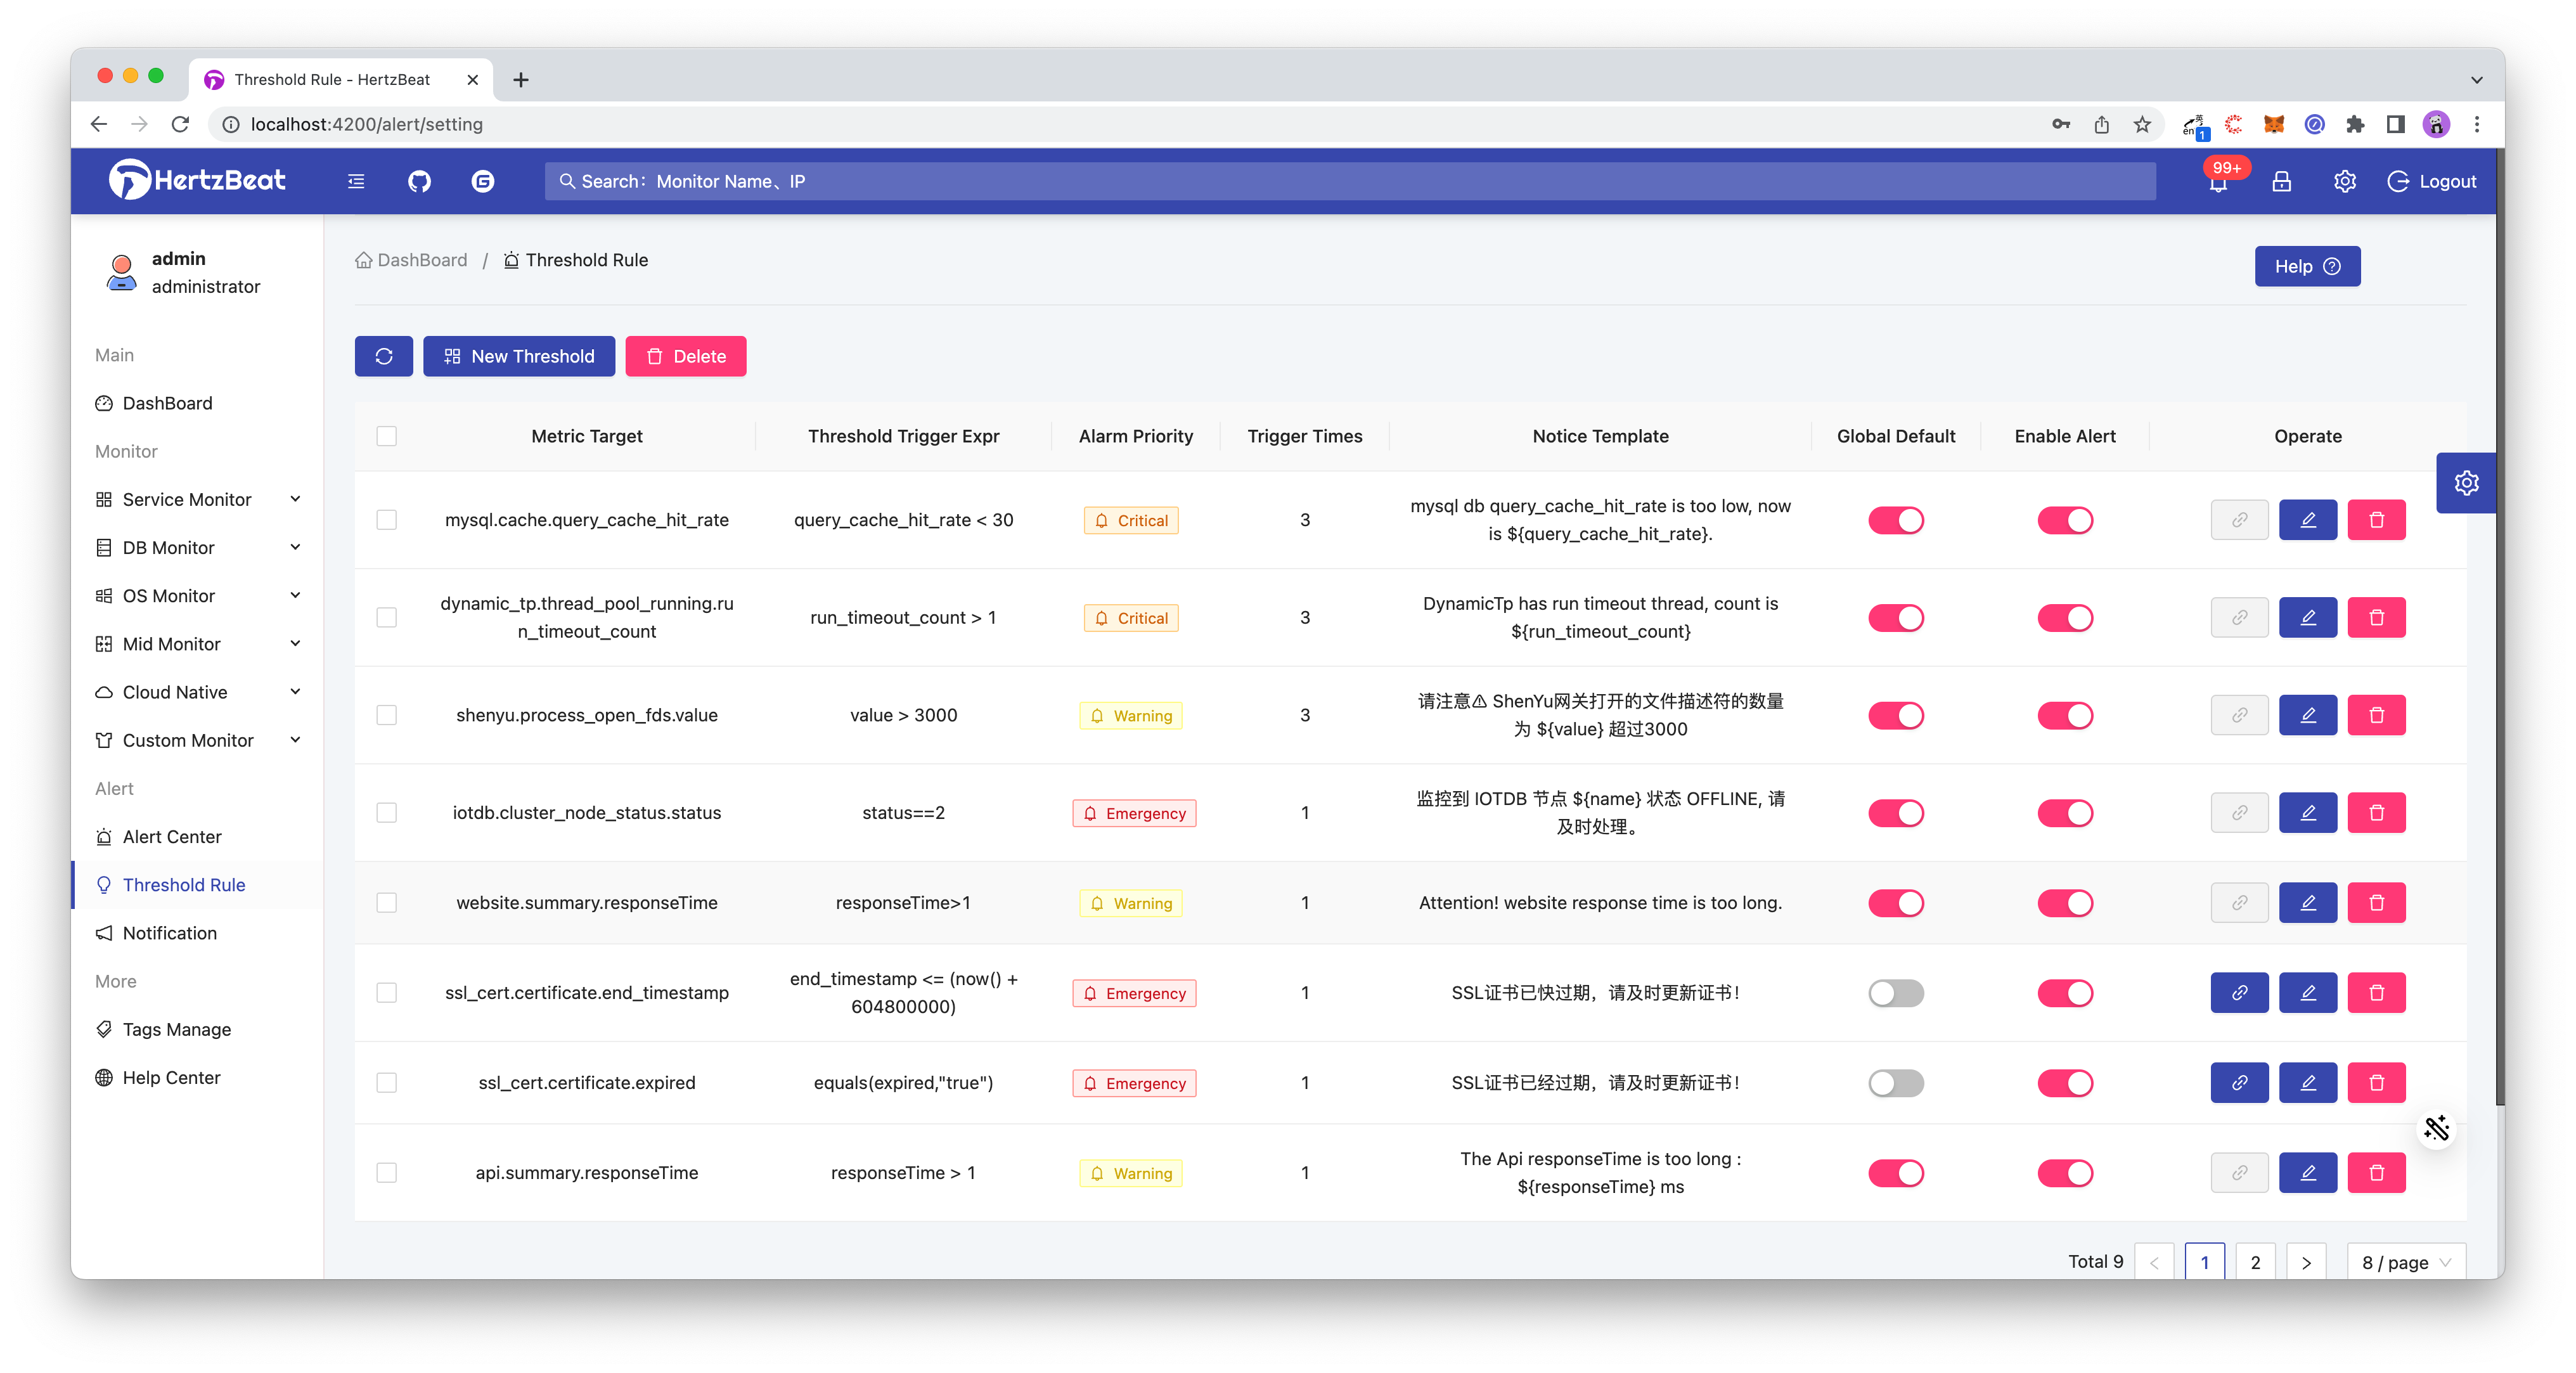 Threshold Rule - HertzBeat
localhost:4200/alert/setting
英
en
1
HertzBeat
Search: Monitor Name、IP
99+
Logout
admin
administrator
Main
DashBoard
Monitor
Service Monitor
DB Monitor
OS Monitor
Mid Monitor
Cloud Native
Custom Monitor
Alert
Alert Center
Threshold Rule
Notification
More
Tags Manage
Help Center
DashBoard / Threshold Rule
Help
New Threshold
Delete
Metric Target Threshold Trigger Expr Alarm Priority Trigger Times Notice Template Global Default Enable Alert Operate
mysql.cache.query_cache_hit_rate query_cache_hit_rate < 30 Critical 3 mysql db query_cache_hit_rate is too low, now
is ${query_cache_hit_rate}.
dynamic_tp.thread_pool_running.ru
n_timeout_count run_timeout_count > 1 Critical 3 DynamicTp has run timeout thread, count is
${run_timeout_count}
shenyu.process_open_fds.value value > 3000 Warning 3 请注意⚠ ShenYu网关打开的文件描述符的数量
为 ${value} 超过3000
iotdb.cluster_node_status.status status==2 Emergency 1 监控到 IOTDB 节点 ${name} 状态 OFFLINE, 请
及时处理。
website.summary.responseTime responseTime>1 Warning 1 Attention! website response time is too long.
ssl_cert.certificate.end_timestamp end_timestamp <= (now() +
604800000) Emergency 1 SSL证书已快过期，请及时更新证书！
ssl_cert.certificate.expired equals(expired,"true") Emergency 1 SSL证书已经过期，请及时更新证书！
api.summary.responseTime responseTime > 1 Warning 1 The Api responseTime is too long :
${responseTime} ms
Total 9 < 1 2 > 8 / page